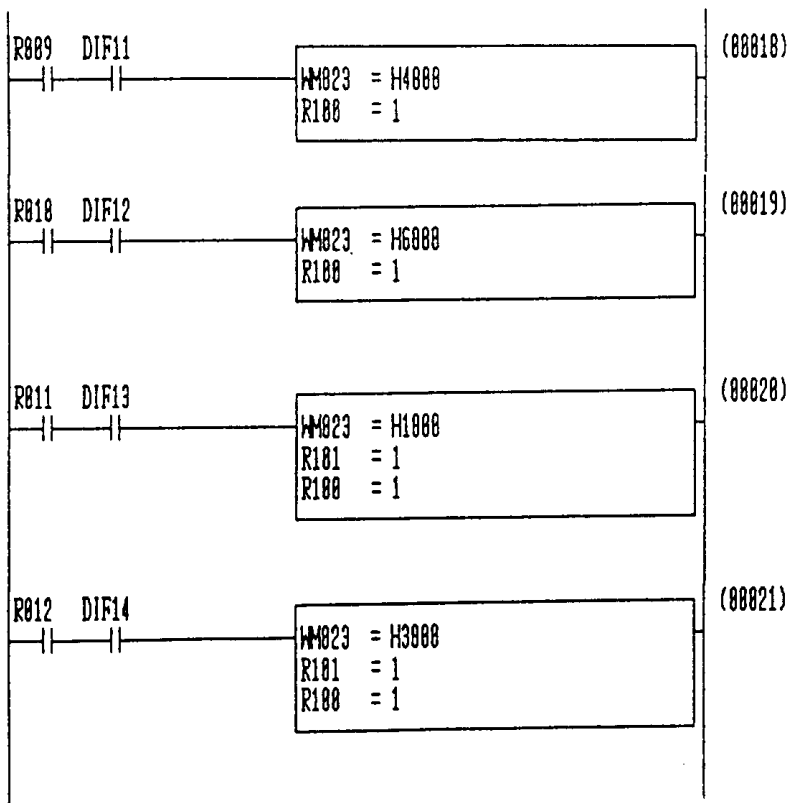 R009 DIF11
WM023 = H4000
R100 = 1
(00018)
R010 DIF12
WM023 = H6000
R100 = 1
(00019)
R011 DIF13
WM023 = H1000
R101 = 1
R100 = 1
(00020)
R012 DIF14
WM023 = H3000
R101 = 1
R100 = 1
(00021)